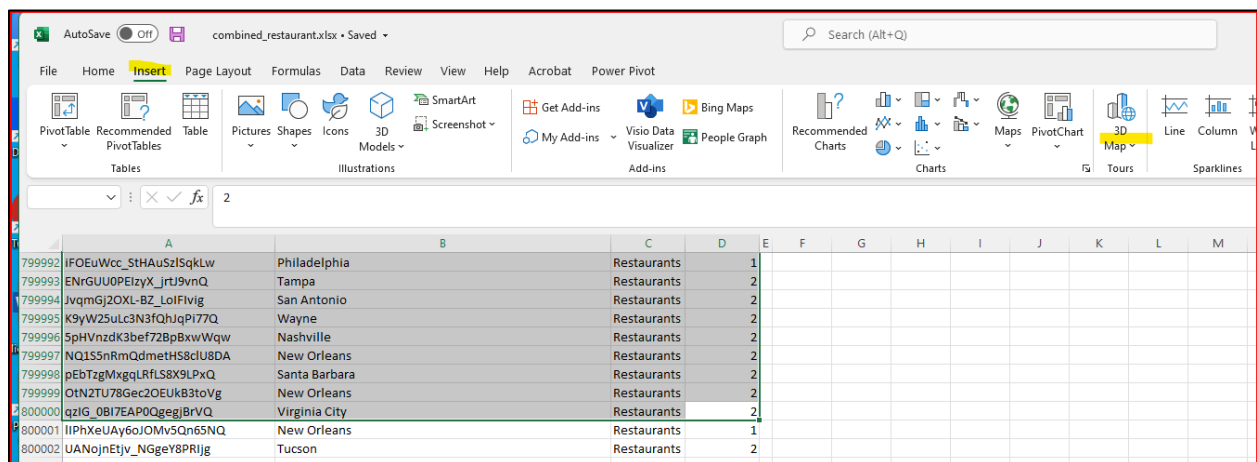 AutoSave Off combined_restaurant.xlsx • Saved Search (Alt+Q)
File Home Insert Page Layout Formulas Data Review View Help Acrobat Power Pivot
PivotTable Recommended PivotTables Table
Pictures Shapes Icons 3D Models SmartArt Screenshot
Get Add-ins My Add-ins Visio Data Visualizer Bing Maps People Graph
Recommended Charts Maps PivotChart 3D Map Line Column
Tables Illustrations Add-ins Charts Tours Sparklines
fx 2
A B C D E F G H I J K L M
799992 iFOEuWcc_StHAuSzlSqkLw Philadelphia Restaurants 1
799993 ENrGUU0PEIzyX_jrtJ9vnQ Tampa Restaurants 2
799994 JvqmGj2OXL-BZ_LoIFIvig San Antonio Restaurants 2
799995 K9yW25uLc3N3fQhJqPi77Q Wayne Restaurants 2
799996 5pHVnzdK3bef72BpBxwWqw Nashville Restaurants 2
799997 NQ1S5nRmQdmetHS8clU8DA New Orleans Restaurants 2
799998 pEbTzgMxgqLRfLS8X9LPxQ Santa Barbara Restaurants 2
799999 OtN2TU78Gec2OEUkB3toVg New Orleans Restaurants 2
800000 qzIG_0BI7EAP0QgegjBrVQ Virginia City Restaurants 2
800001 lIPhXeUAy6oJOMv5Qn65NQ New Orleans Restaurants 1
800002 UANojnEtjv_NGgeY8PRIjg Tucson Restaurants 2